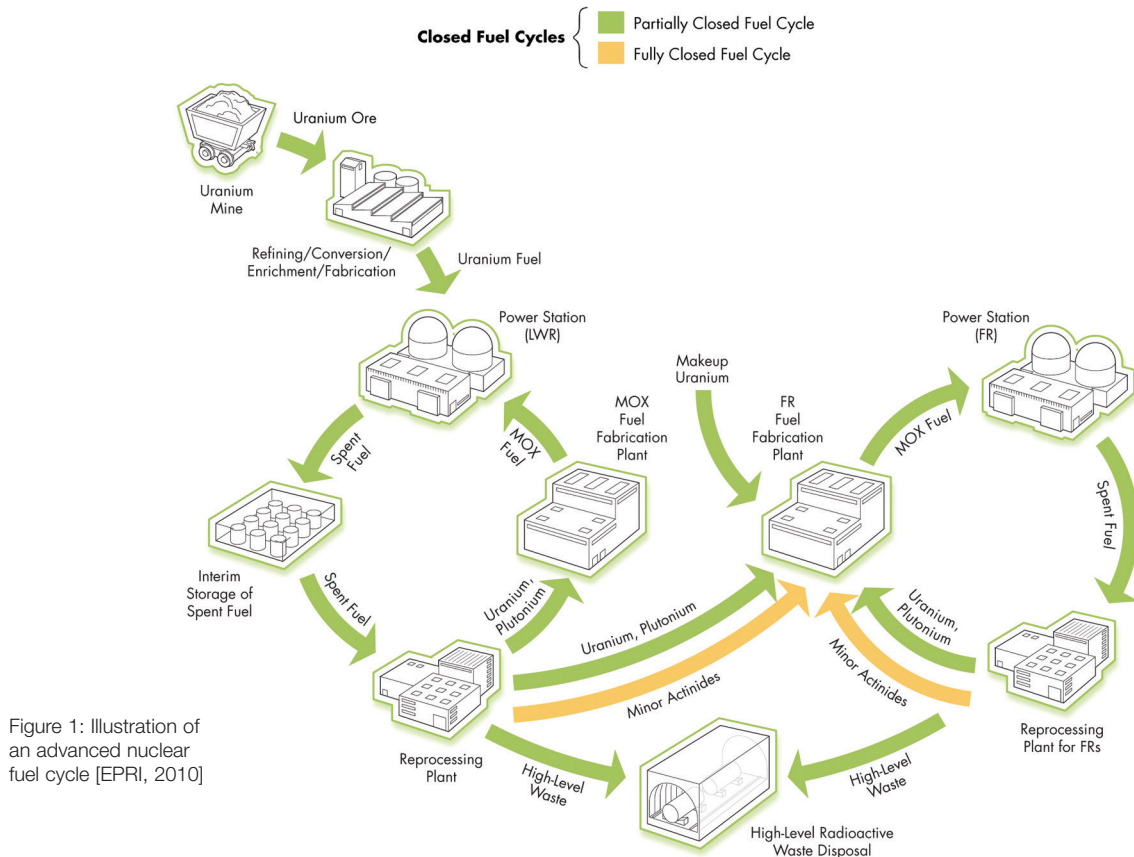 Closed Fuel Cycles
Partially Closed Fuel Cycle
Fully Closed Fuel Cycle
Uranium Ore
Uranium
Mine
Refining/Conversion/
Enrichment/Fabrication
Uranium Fuel
Power Station
(LWR)
Power Station
(FR)
Makeup
Uranium
MOX
Fuel
Fabrication
Plant
FR
Fuel
Fabrication
Plant
Spent
Fuel
MOX
Fuel
MOX Fuel
Spent Fuel
Interim
Storage of
Spent Fuel
Spent Fuel
Uranium,
Plutonium
Uranium, Plutonium
Minor Actinides
Uranium,
Plutonium
Minor Actinides
Reprocessing
Plant
Reprocessing
Plant for FRs
High-Level
Waste
High-Level
Waste
High-Level Radioactive
Waste Disposal
Figure 1: Illustration of
an advanced nuclear
fuel cycle [EPRI, 2010]